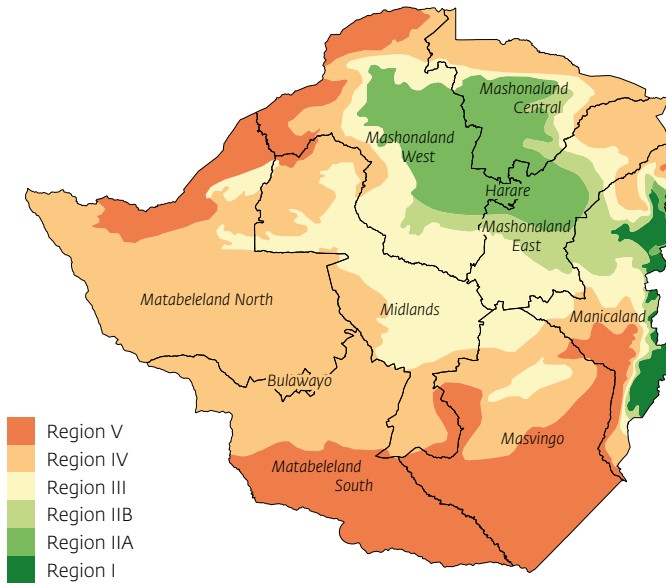 Mashonaland
Central
Mashonaland
West
Harare
Mashonaland
East
Matabeleland North
Midlands
Manicaland
Bulawayo
Masvingo
Matabeleland
South
Region V
Region IV
Region III
Region IIB
Region IIA
Region I